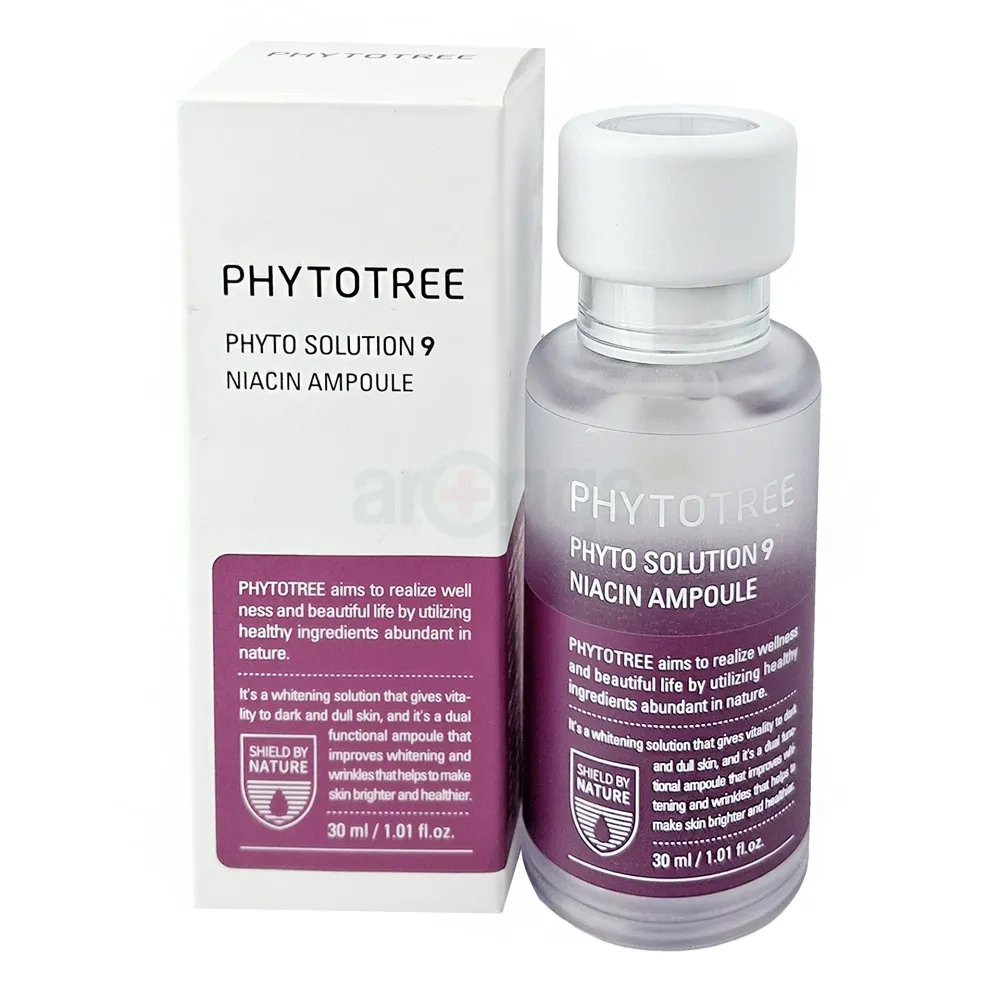 PHYTOTREE
PHYTOTREE
PHYTO SOLUTION 9
NIACIN AMPOULE
PHYTOTREE aims to realize well
ness and beautiful life by utilizing
healthy ingredients abundant in
nature.
It's a whitening solution that gives vita-
lity to dark and dull skin, and it's a dual
functional ampoule that
improves whitening and
wrinkles that helps to make
skin brighter and healthier.
SHIELD BY
NATURE
30 ml / 1.01 fl.oz.
PHYTOTREE
PHYTO SOLUTION 9
NIACIN AMPOULE
PHYTOTREE aims to realize wellness
and beautiful life by utilizing healthy
ingredients abundant in nature.
It's a whitening solution that gives vitality to dark
and dull skin, and it's a dual func-
tional ampoule that improves whi-
tening and wrinkles that helps to
make skin brighter and healthier.
SHIELD BY
NATURE
30 ml / 1.01 fl.oz.